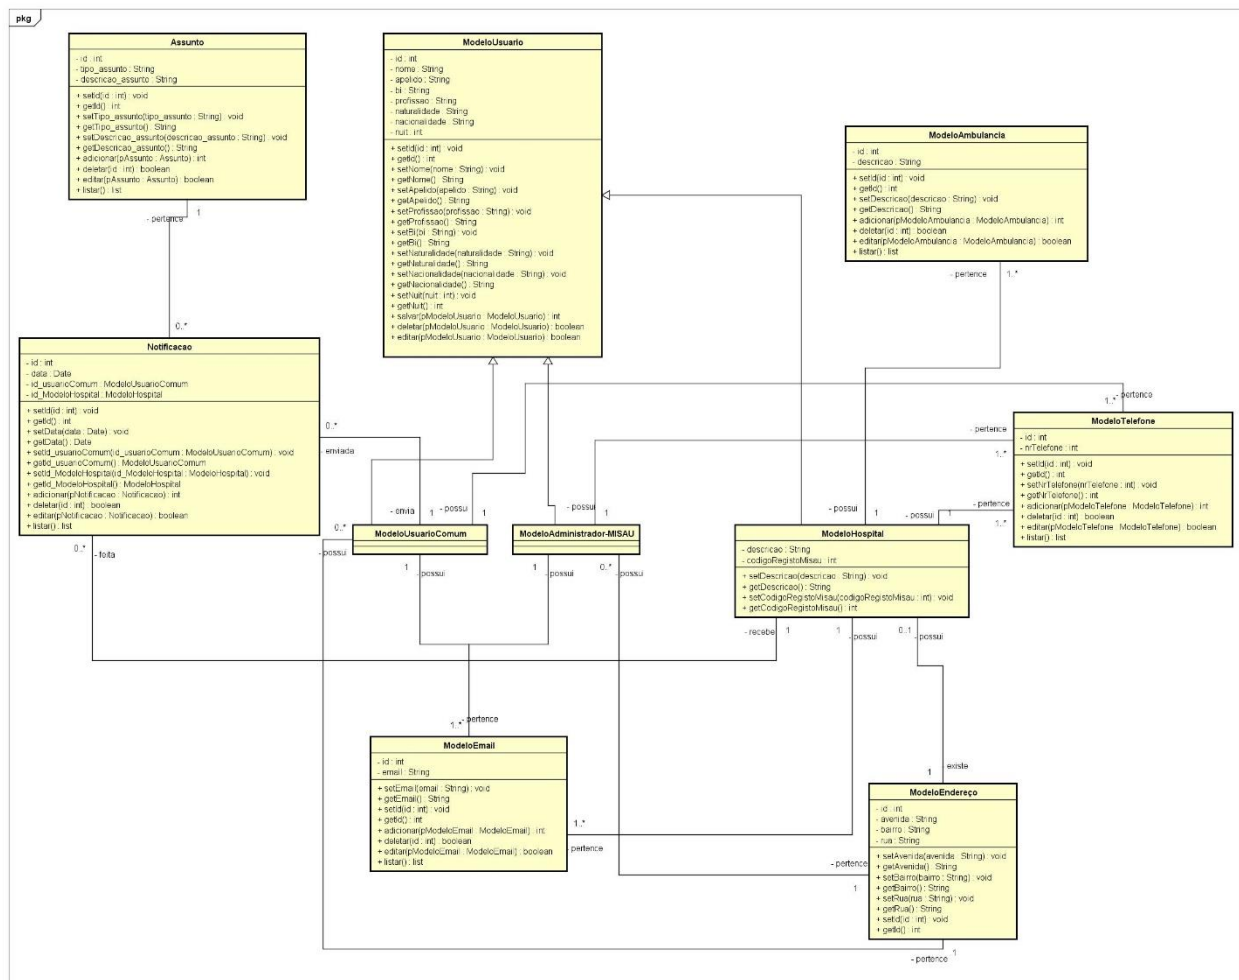 pkg
Assunto
- id : int
- tipo_assunto : String
- descricao_assunto : String
+ setId(id : int) : void
+ getId() : int
+ setTipo_assunto(tipo_assunto : String) : void
+ getTipo_assunto() : String
+ setDescricao_assunto(descricao_assunto : String) : void
+ getDescricao_assunto() : String
+ adicionar(pAssunto : Assunto) : int
+ deletar(id : int) : boolean
+ editar(pAssunto : Assunto) : boolean
+ listar() : list
- pertence
1
0..*
ModeloUsuario
- id : int
- nome : String
- apelido : String
- bi : String
- profissao : String
- naturalidade : String
- nacionalidade : String
- nuit : int
+ setId(id : int) : void
+ getId() : int
+ setNome(nome : String) : void
+ getNome() : String
+ setApelido(apelido : String) : void
+ getApelido() : String
+ setProfissao(profissao : String) : void
+ getProfissao() : String
+ setBi(bi : String) : void
+ getBi() : String
+ setNaturalidade(naturalidade : String) : void
+ getNaturalidade() : String
+ setNacionalidade(nacionalidade : String) : void
+ getNacionalidade() : String
+ setNuit(nuit : int) : void
+ getNuit() : int
+ salvar(pModeloUsuario : ModeloUsuario) : int
+ deletar(pModeloUsuario : ModeloUsuario) : boolean
+ editar(pModeloUsuario : ModeloUsuario) : boolean
ModeloAmbulancia
- id : int
- descricao : String
+ setId(id : int) : void
+ getId() : int
+ setDescricao(descricao : String) : void
+ getDescricao() : String
+ adicionar(pModeloAmbulancia : ModeloAmbulancia) : int
+ deletar(id : int) : boolean
+ editar(pModeloAmbulancia : ModeloAmbulancia) : boolean
+ listar() : list
- pertence
1..*
Notificacao
- id : int
- data : Date
- id_usuarioComum : ModeloUsuarioComum
- id_ModeloHospital : ModeloHospital
+ setId(id : int) : void
+ getId() : int
+ setData(data : Date) : void
+ getData() : Date
+ setId_usuarioComum(id_usuarioComum : ModeloUsuarioComum) : void
+ getId_usuarioComum() : ModeloUsuarioComum
+ setId_ModeloHospital(id_ModeloHospital : ModeloHospital) : void
+ getId_ModeloHospital() : ModeloHospital
+ adicionar(pNotificacao : Notificacao) : int
+ deletar(id : int) : boolean
+ editar(pNotificacao : Notificacao) : boolean
+ listar() : list
0..*
- enviada
0..*
- feita
- pertence
1..*
- pertence
1..*
- pertence
1..*
ModeloTelefone
- id : int
- nrTelefone : int
+ setId(id : int) : void
+ getId() : int
+ setNrTelefone(nrTelefone : int) : void
+ getNrTelefone() : int
+ adicionar(pModeloTelefone : ModeloTelefone) : int
+ deletar(id : int) : boolean
+ editar(pModeloTelefone : ModeloTelefone) : boolean
+ listar() : list
- envia
1
- possui
1
- possui
1
- possui
1
- possui
1
0..*
- possui
ModeloUsuarioComum
1
- possui
ModeloAdministrador-MISAU
1
- possui
0..*
- possui
ModeloHospital
- descricao : String
- codigoRegistoMisau : int
+ setDescricao(descricao : String) : void
+ getDescricao() : String
+ setCodigoRegistoMisau(codigoRegistoMisau : int) : void
+ getCodigoRegistoMisau() : int
- recebe
1
1
- possui
0..1
- possui
1..*
- pertence
ModeloEmail
- id : int
- email : String
+ setEmail(email : String) : void
+ getEmail() : String
+ setId(id : int) : void
+ getId() : int
+ adicionar(pModeloEmail : ModeloEmail) : int
+ deletar(id : int) : boolean
+ editar(pModeloEmail : ModeloEmail) : boolean
+ listar() : list
1..*
- pertence
1
- existe
ModeloEndereço
- id : int
- avenida : String
- bairro : String
- rua : String
+ setAvenida(avenida : String) : void
+ getAvenida() : String
+ setBairro(bairro : String) : void
+ getBairro() : String
+ setRua(rua : String) : void
+ getRua() : String
+ setId(id : int) : void
+ getId() : int
- pertence
1
- pertence
1